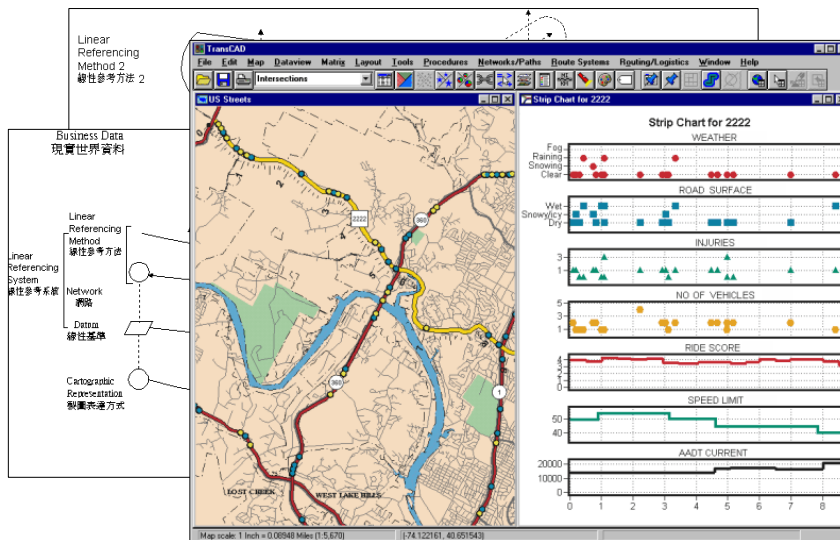 Linear
Referencing
Method 2
線性參考方法 2
Business Data
現實世界資料
Linear
Referencing
Method
線性參考方法
Linear
Referencing
System
線性參考系統
Network
網路
Datum
線性基準
Cartographic
Representation
製圖表達方式
TransCAD
File Edit Map Dataview Matrix Layout Tools Procedures Networks/Paths Route Systems Routing/Logistics Window Help
Intersections
US Streets
2222
360
360
1
LOST CREEK
WEST LAKE HILLS
Strip Chart for 2222
Strip Chart for 2222
WEATHER
Fog
Raining
Snowing
Clear
ROAD SURFACE
Wet
Snowy/icy
Dry
INJURIES
3
1
NO OF VEHICLES
5
3
1
RIDE SCORE
4
3
1
0
SPEED LIMIT
50
40
AADT CURRENT
20000
10000
0
0 1 2 3 4 5 6 7 8
Map scale: 1 Inch = 0.08948 Miles (1:5,670)
(-74.122161, 40.651543)